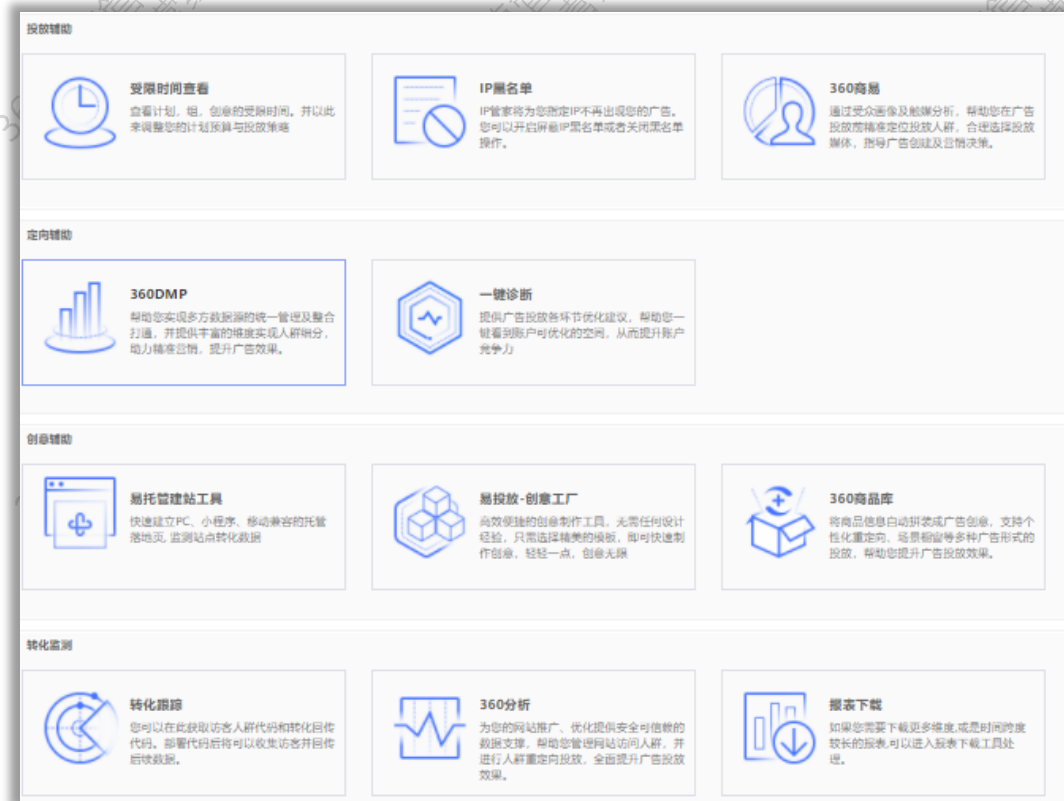 投放辅助
受限时间查看
查看计划、组、创意的受限时间。并以此
来调整您的计划预算与投放策略
IP黑名单
IP管家将为您指定IP不再出现您的广告。
您可以开启屏蔽IP黑名单或者关闭黑名单
操作。
360商易
通过受众画像及触媒分析，帮助您在广告
投放前精准定位投放人群，合理选择投放
媒体，指导广告创建及营销决策。
定向辅助
360DMP
帮助您实现多方数据源的统一管理及整合
打通，并提供丰富的维度实现人群细分，
助力精准营销，提升广告效果。
一键诊断
提供广告投放各环节优化建议，帮助您一
键看到账户可优化的空间，从而提升账户
竞争力
创意辅助
易托管建站工具
快速建立PC、小程序、移动兼容的托管
落地页,监测站点转化数据
易投放-创意工厂
高效便捷的创意制作工具，无需任何设计
经验，只需选择精美的模板，即可快速制
作创意，轻轻一点，创意无限
360商品库
将商品信息自动拼装成广告创意，支持个
性化重定向、场景橱窗等多种广告形式的
投放，帮助您提升广告投放效果。
转化监测
转化跟踪
您可以在此获取访客人群代码和转化回传
代码。部署代码后将可以收集访客并回传
后续数据。
360分析
为您的网站推广、优化提供安全可信赖的
数据支撑，帮助您管理网站访问人群，并
进行人群重定向投放，全面提升广告投放
效果。
报表下载
如果您需要下载更多维度,或是时间跨度
较长的报表,可以进入报表下载工具处
理。